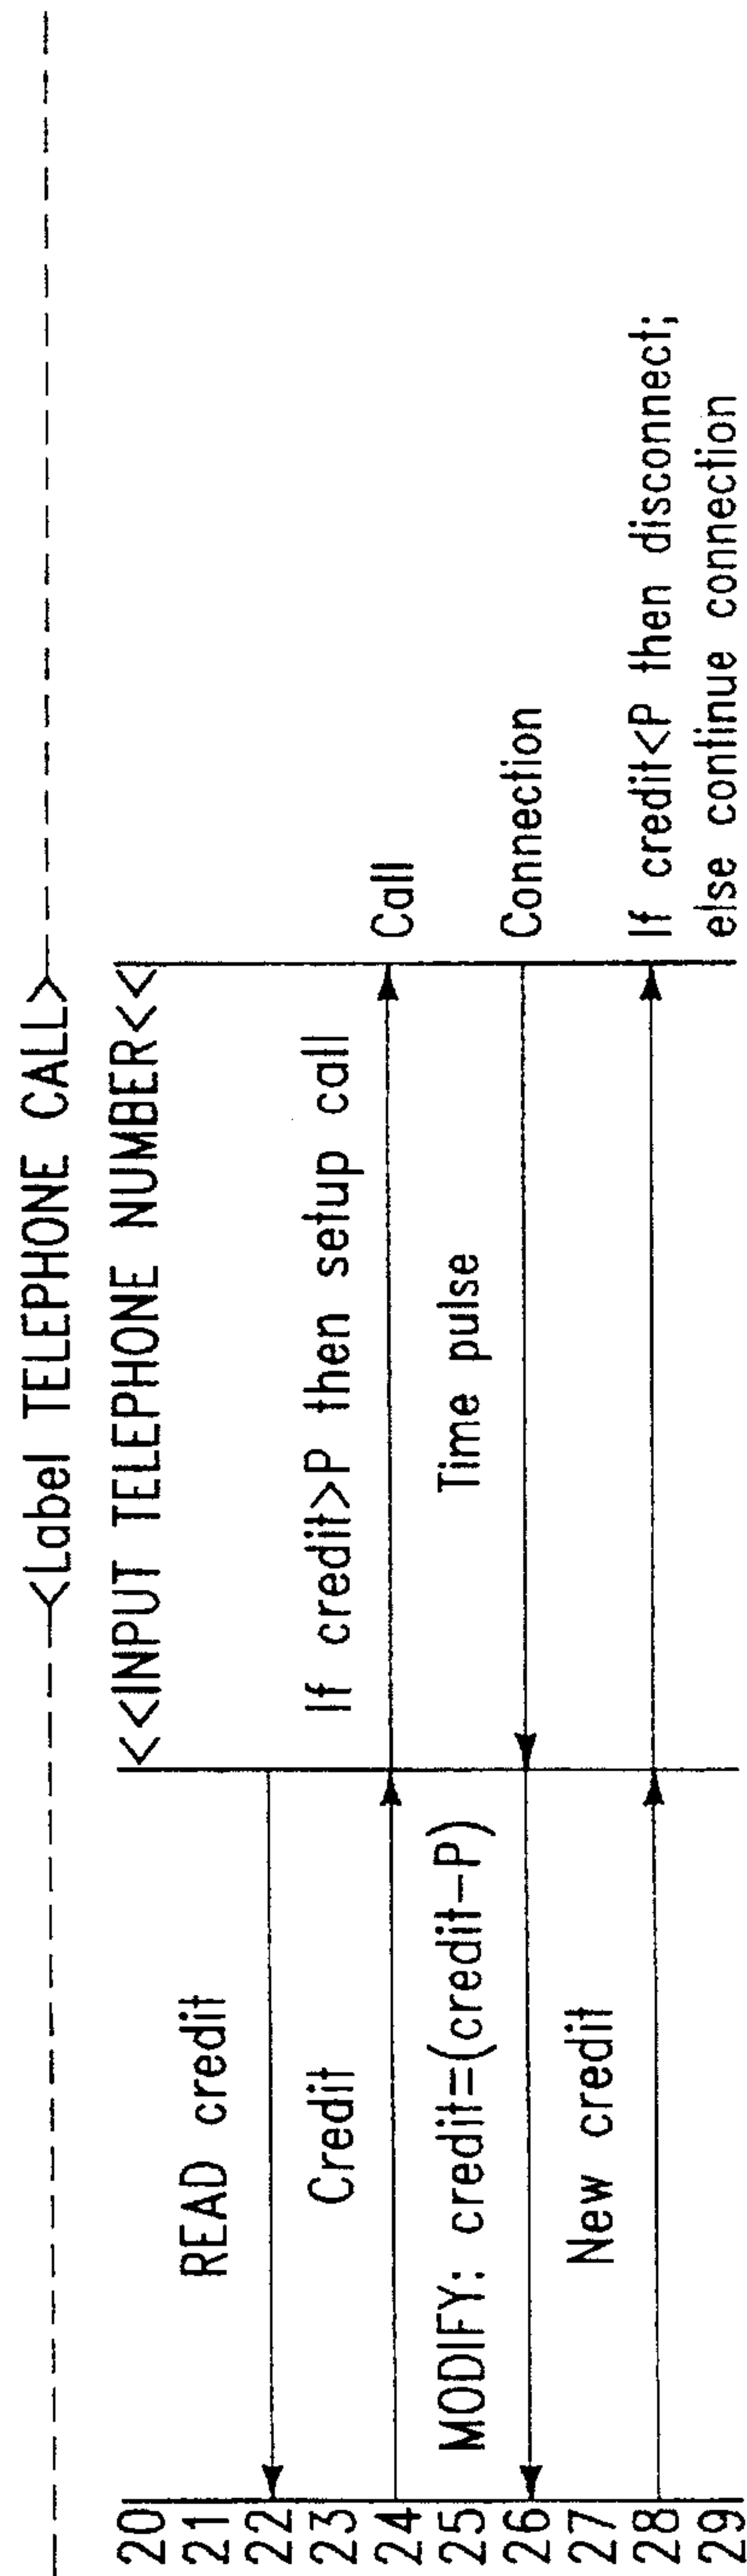 <Label TELEPHONE CALL>
20 <<INPUT TELEPHONE NUMBER<<
21 READ credit
22
23 Credit If credit>P then setup call
24 Call
25 MODIFY: credit=(credit-P) Time pulse
26 Connection
27 New credit
28 If credit<P then disconnect;
29 else continue connection